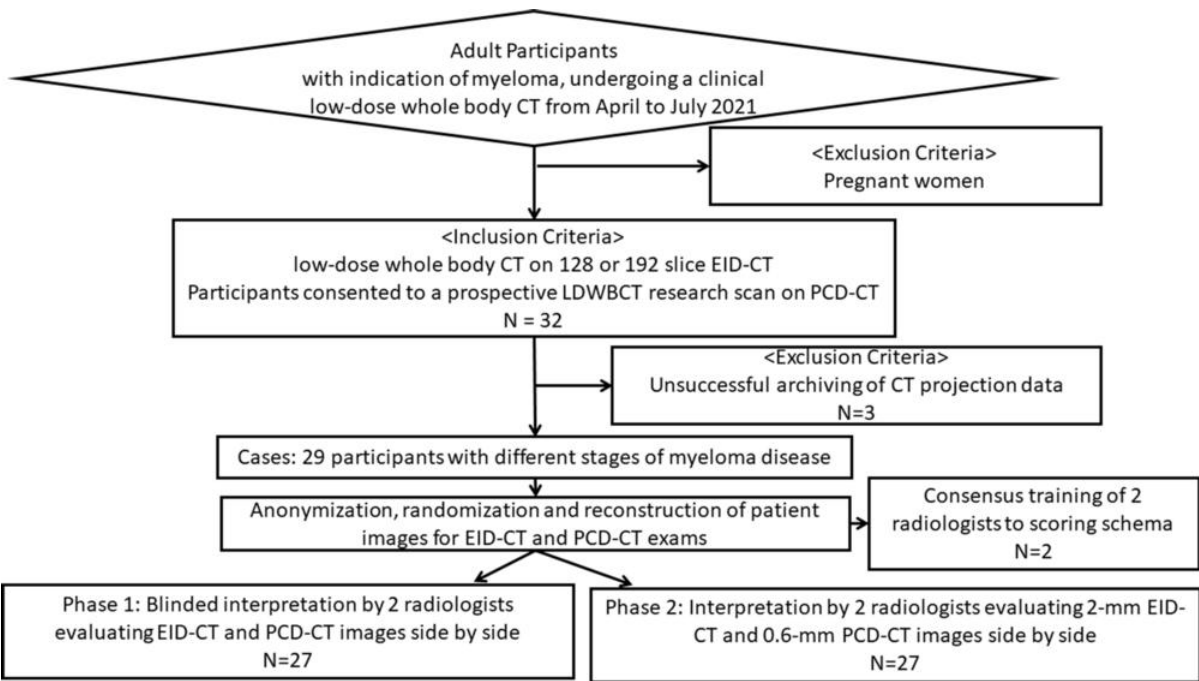 Adult Participants
with indication of myeloma, undergoing a clinical
low-dose whole body CT from April to July 2021
<Exclusion Criteria>
Pregnant women
<Inclusion Criteria>
low-dose whole body CT on 128 or 192 slice EID-CT
Participants consented to a prospective LDWBCT research scan on PCD-CT
N = 32
<Exclusion Criteria>
Unsuccessful archiving of CT projection data
N=3
Cases: 29 participants with different stages of myeloma disease
Anonymization, randomization and reconstruction of patient
images for EID-CT and PCD-CT exams
Consensus training of 2
radiologists to scoring schema
N=2
Phase 1: Blinded interpretation by 2 radiologists
evaluating EID-CT and PCD-CT images side by side
N=27
Phase 2: Interpretation by 2 radiologists evaluating 2-mm EID-
CT and 0.6-mm PCD-CT images side by side
N=27